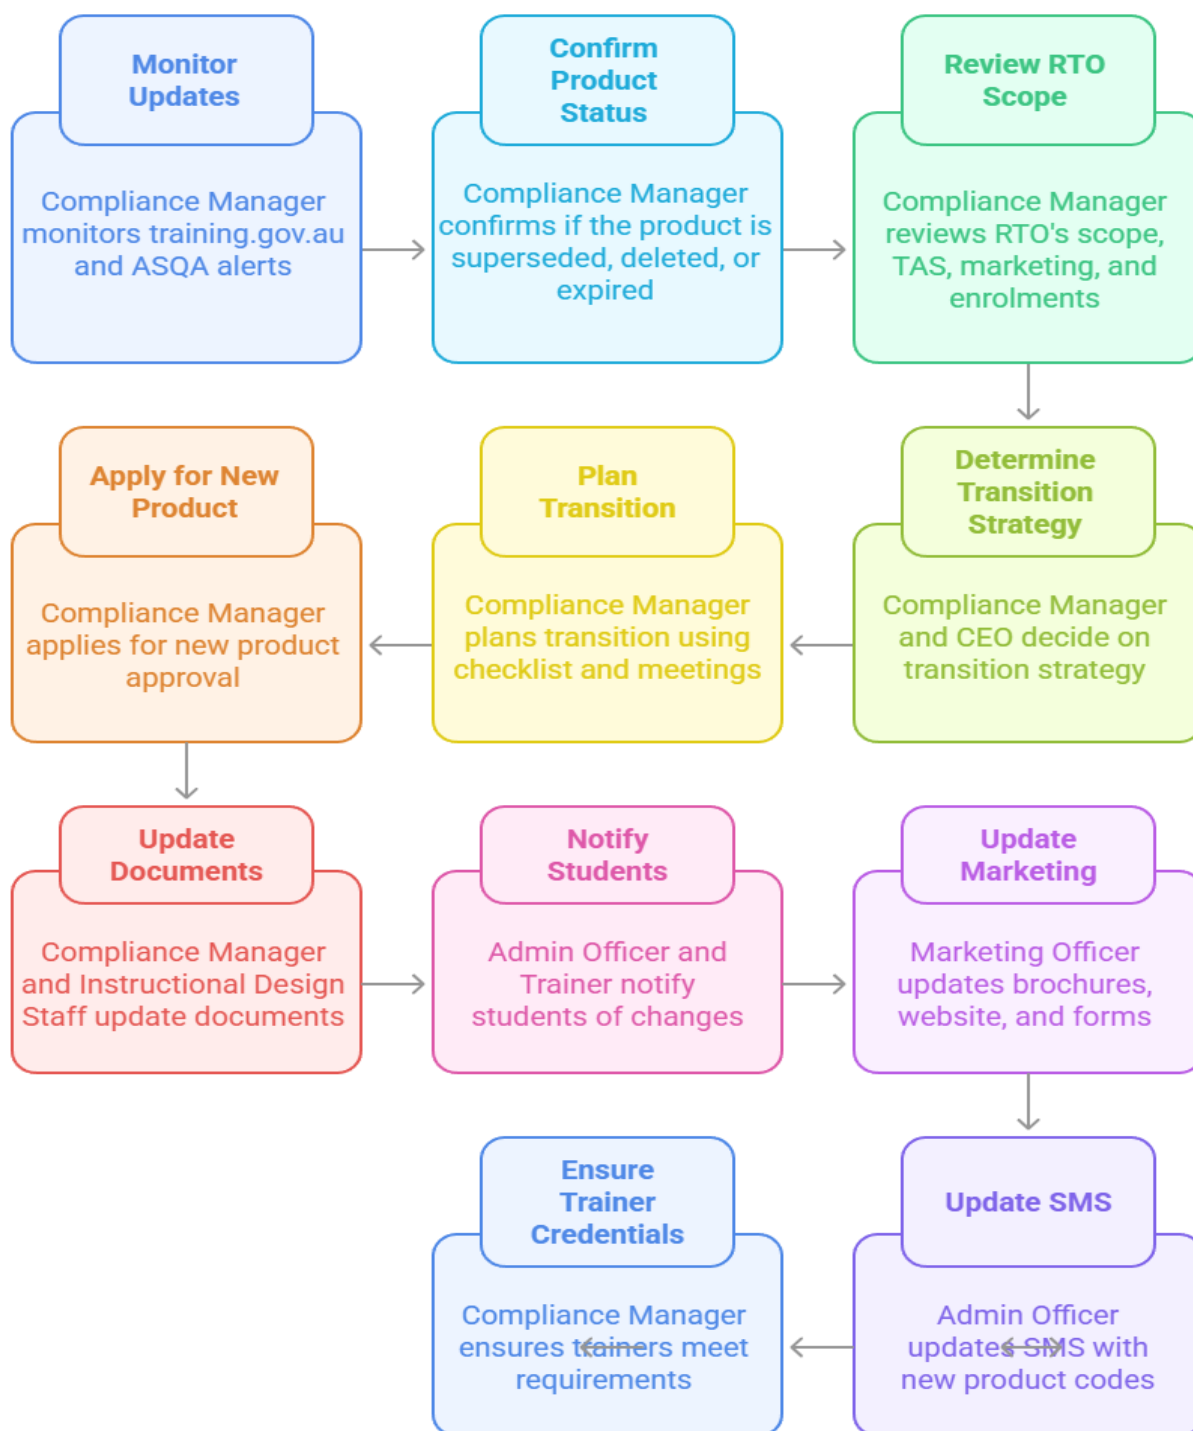 Monitor
Updates
Compliance Manager
monitors training.gov.au
and ASQA alerts
Confirm
Product
Status
Compliance Manager
confirms if the product is
superseded, deleted, or
expired
Review RTO
Scope
Compliance Manager
reviews RTO's scope,
TAS, marketing, and
enrolments
Determine
Transition
Strategy
Compliance Manager
and CEO decide on
transition strategy
Plan
Transition
Compliance Manager
plans transition using
checklist and meetings
Apply for New
Product
Compliance Manager
applies for new product
approval
Update
Documents
Compliance Manager
and Instructional Design
Staff update documents
Notify
Students
Admin Officer and
Trainer notify
students of changes
Update
Marketing
Marketing Officer
updates brochures,
website, and forms
Update SMS
Admin Officer
updates SMS with
new product codes
Ensure
Trainer
Credentials
Compliance Manager
ensures trainers meet
requirements